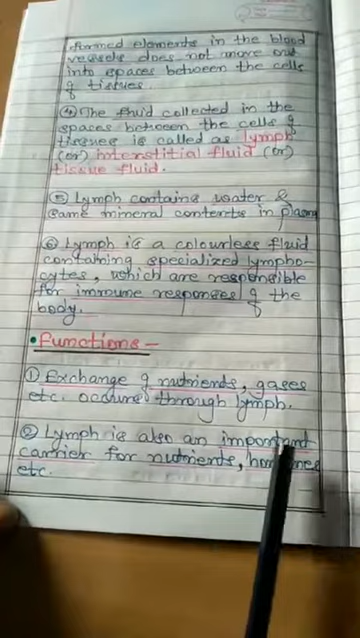 formed elements in the blood
vessels does not move out
into spaces between the cells
of tissues.
④ The fluid collected in the
spaces between the cells of
tissues is called as lymph
(or) interstitial fluid (or)
tissue fluid.
⑤ Lymph contains water &
same mineral contents in plasma
⑥ Lymph is a colourless fluid
containing specialized lympho-
cytes, which are responsible
for immune responses of the
body.
• Functions -
① Exchange of nutrients, gases
etc. occurs through lymph.
② Lymph is also an important
carrier for nutrients,
etc.